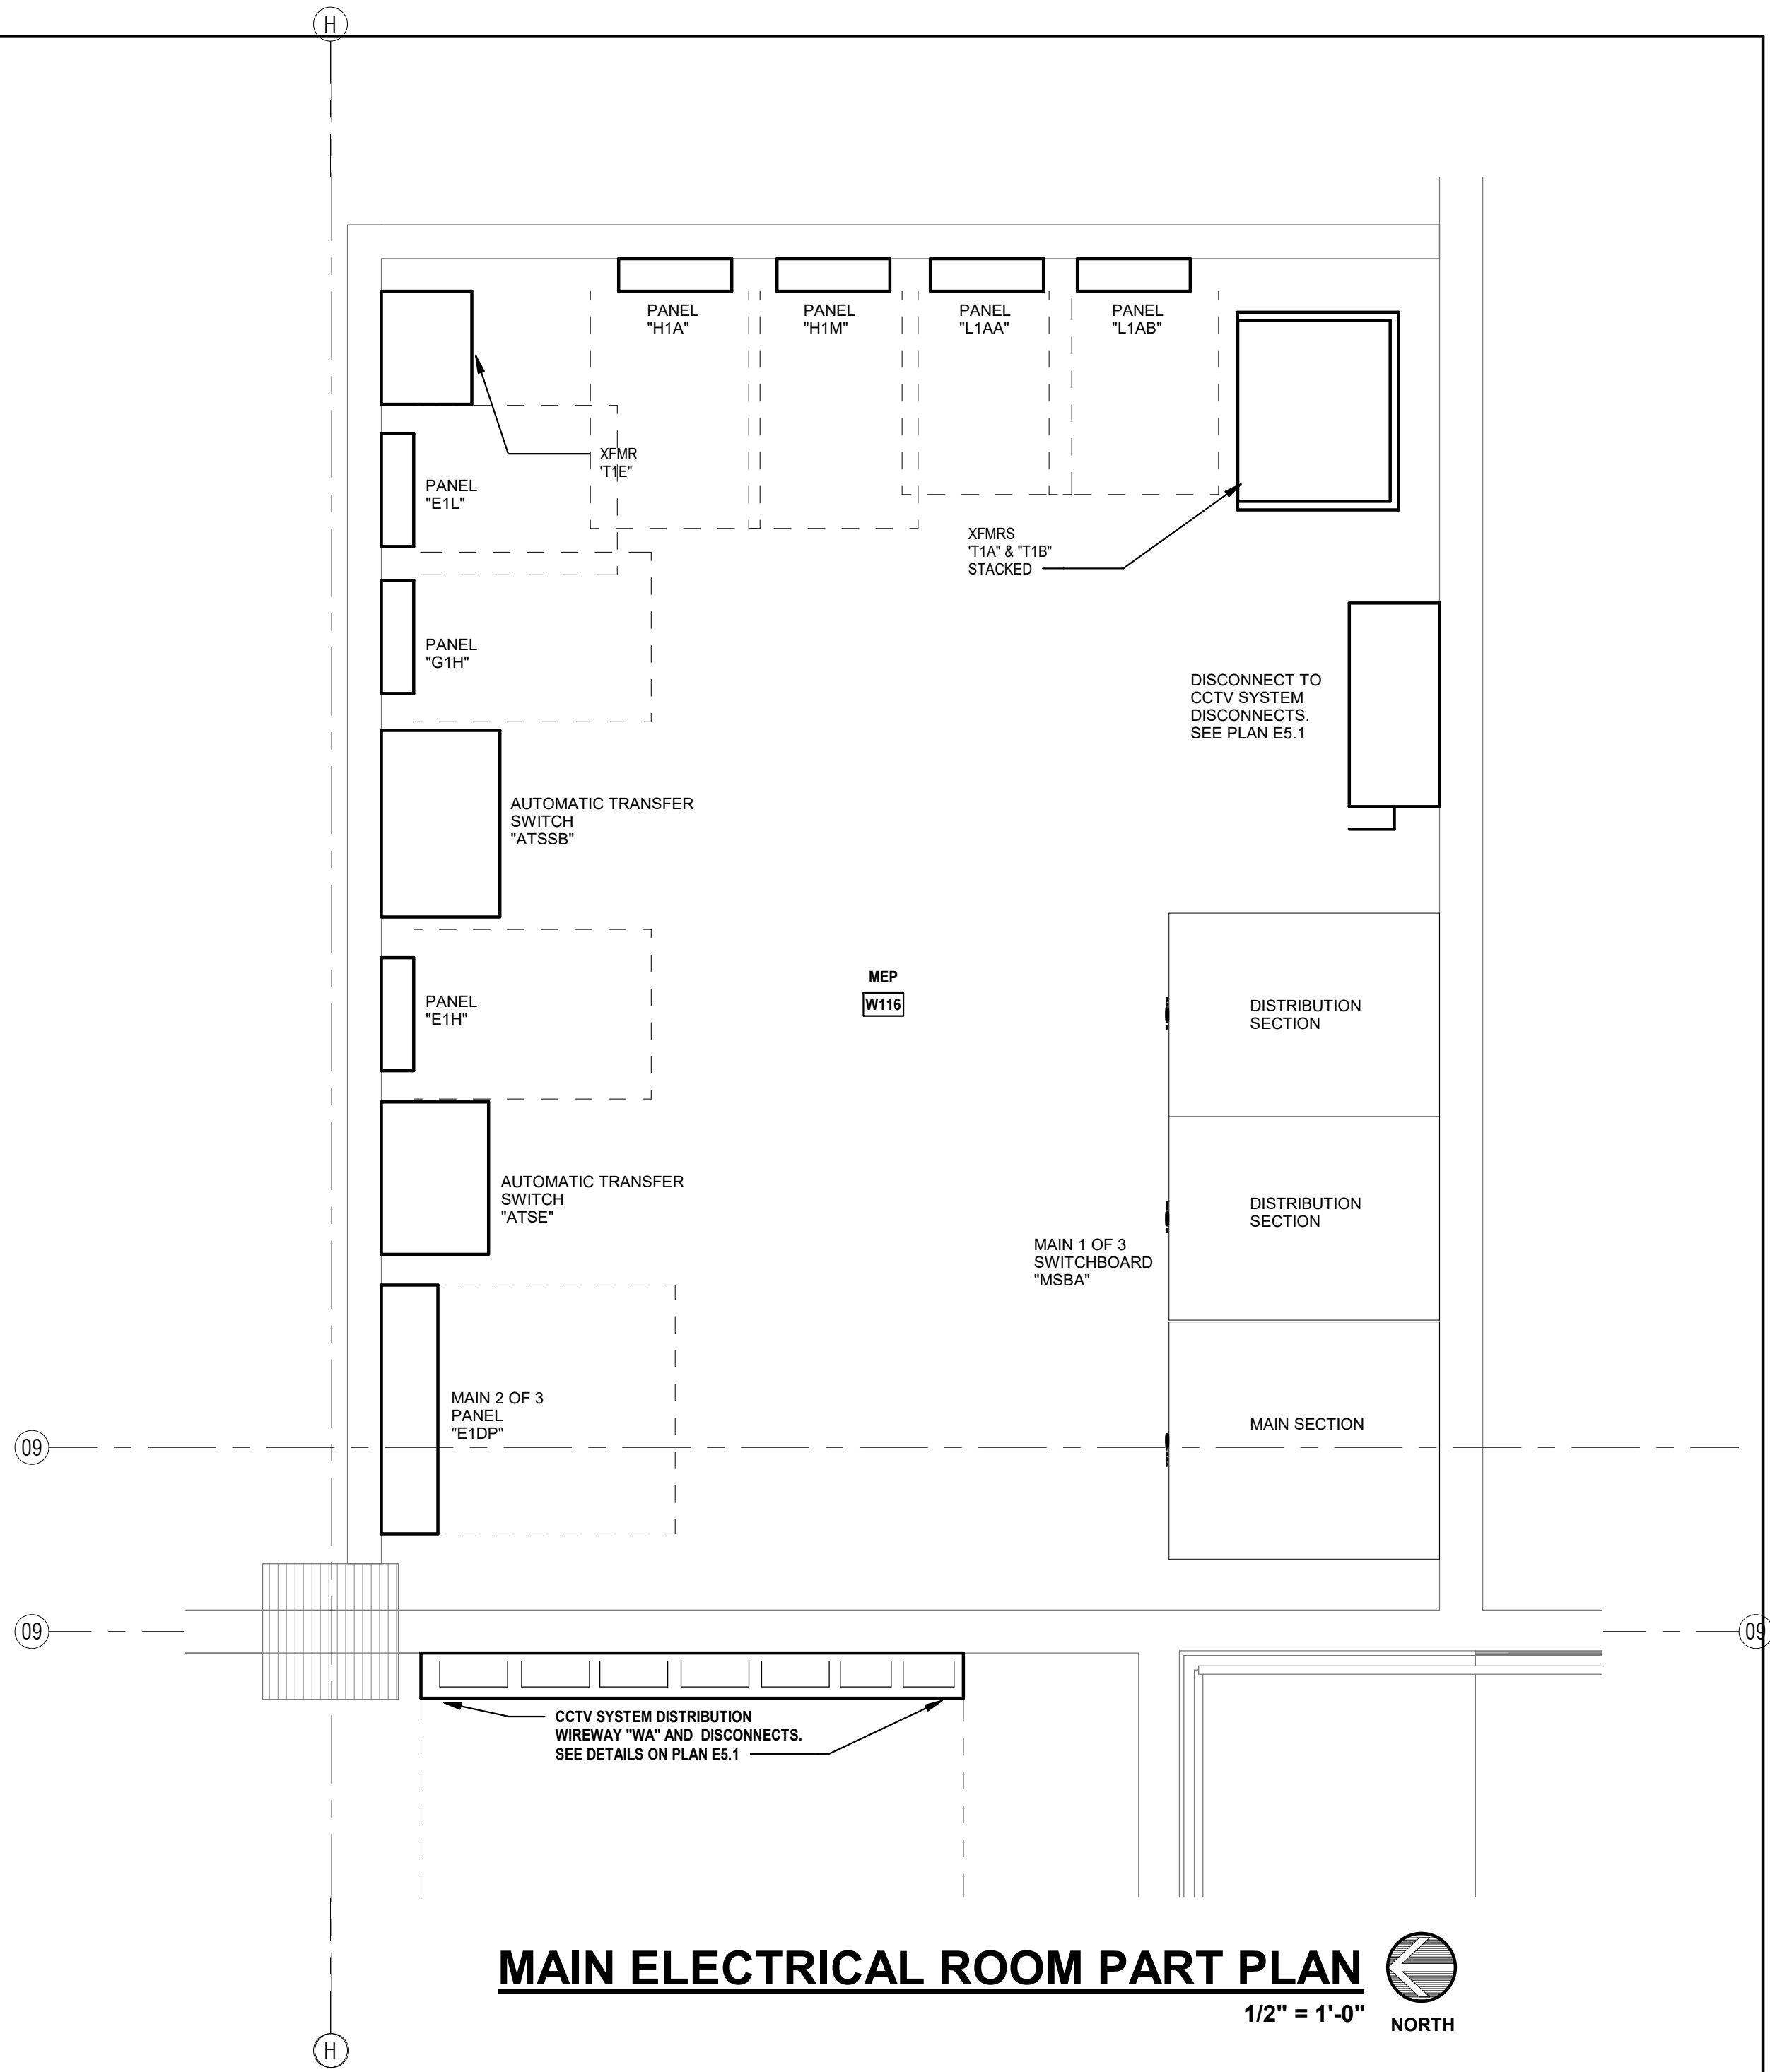 H
PANEL
"H1A"
PANEL
"H1M"
PANEL
"L1AA"
PANEL
"L1AB"
XFMR
'T1E"
PANEL
"E1L"
XFMRS
'T1A" & "T1B"
STACKED
PANEL
"G1H"
DISCONNECT TO
CCTV SYSTEM
DISCONNECTS.
SEE PLAN E5.1
AUTOMATIC TRANSFER
SWITCH
"ATSSB"
MEP
W116
PANEL
"E1H"
DISTRIBUTION
SECTION
AUTOMATIC TRANSFER
SWITCH
"ATSE"
DISTRIBUTION
SECTION
MAIN 1 OF 3
SWITCHBOARD
"MSBA"
MAIN 2 OF 3
PANEL
"E1DP"
MAIN SECTION
09
09
09
CCTV SYSTEM DISTRIBUTION
WIREWAY "WA" AND DISCONNECTS.
SEE DETAILS ON PLAN E5.1
MAIN ELECTRICAL ROOM PART PLAN
1/2" = 1'-0"
NORTH
H